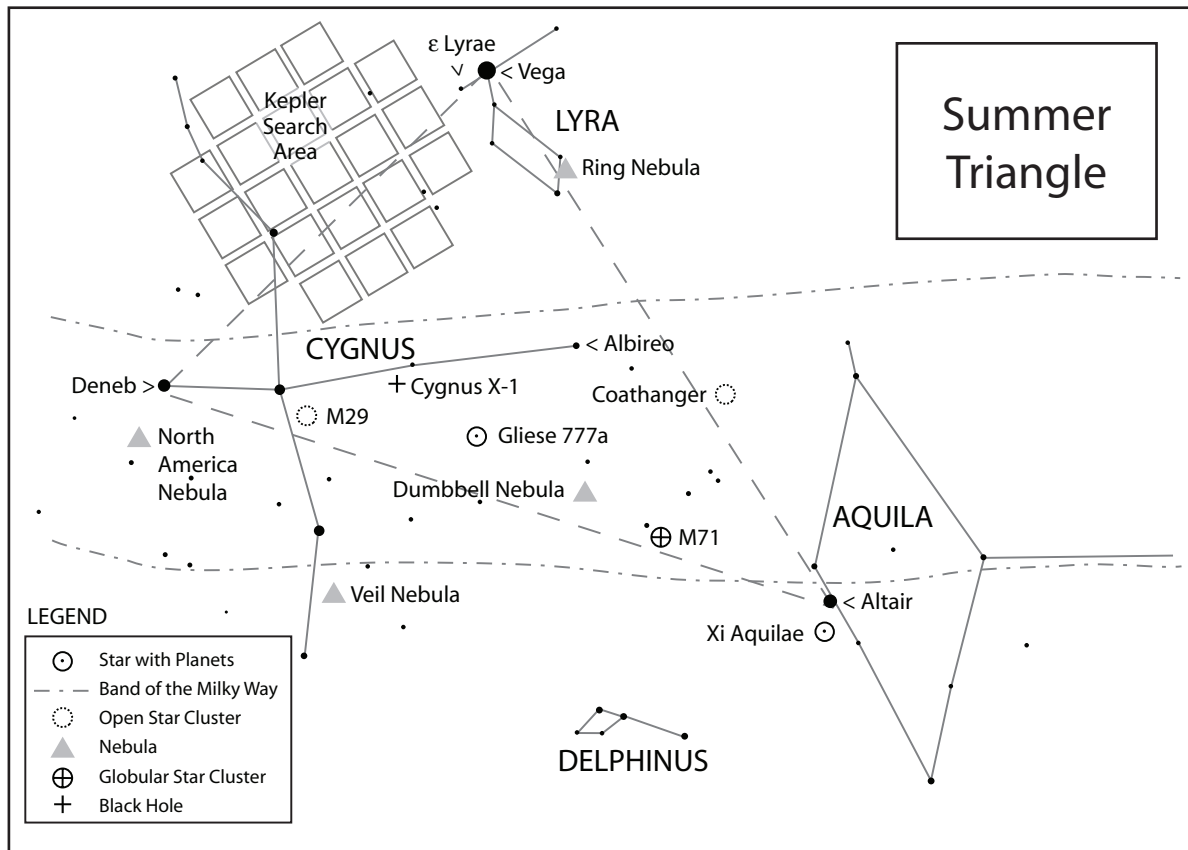 Summer
Triangle
ε Lyrae
< Vega
Kepler
Search
Area
LYRA
Ring Nebula
CYGNUS
< Albireo
Deneb >
Cygnus X-1
Coathanger
M29
North
America
Nebula
Gliese 777a
Dumbbell Nebula
M71
AQUILA
Veil Nebula
< Altair
Xi Aquilae
DELPHINUS
LEGEND
Star with Planets
Band of the Milky Way
Open Star Cluster
Nebula
Globular Star Cluster
Black Hole